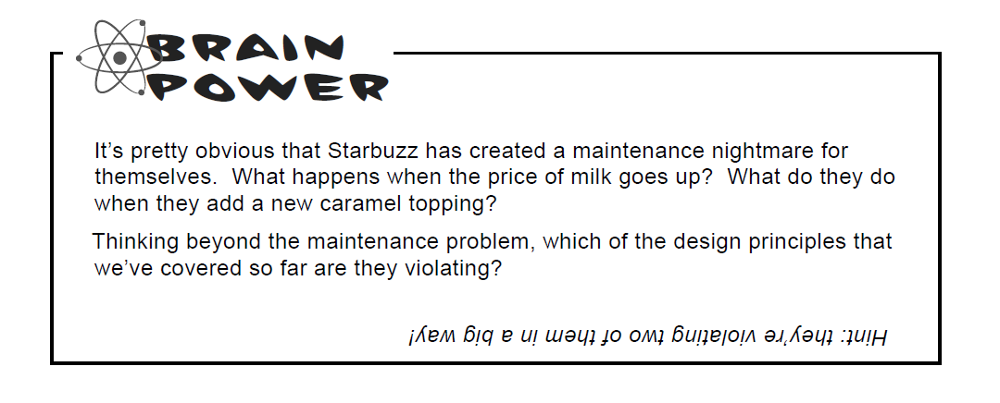 BRAIN
POWER
It's pretty obvious that Starbuzz has created a maintenance nightmare for
themselves.  What happens when the price of milk goes up?  What do they do
when they add a new caramel topping?
Thinking beyond the maintenance problem, which of the design principles that
we've covered so far are they violating?
Hint: they're violating two of them in a big way!